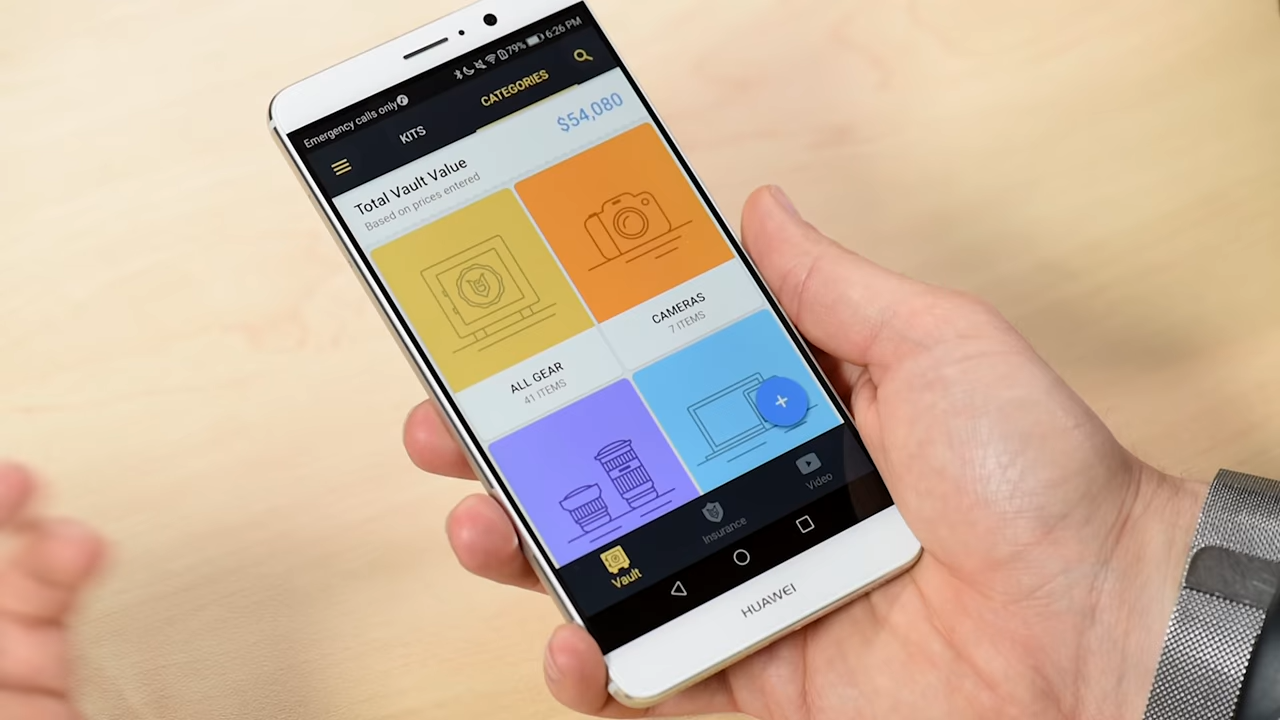 Emergency calls only
79% 6:26 PM
KITS
CATEGORIES
Total Vault Value
$54,080
Based on prices entered
ALL GEAR
41 ITEMS
CAMERAS
7 ITEMS
+
Vault
Insurance
Video
HUAWEI